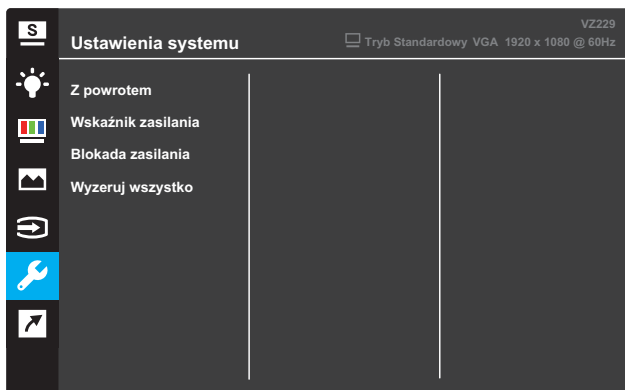 S
VZ229
Ustawienia systemu
Tryb Standardowy VGA 1920 x 1080 @ 60Hz
Z powrotem
Wskaźnik zasilania
Blokada zasilania
Wyzeruj wszystko